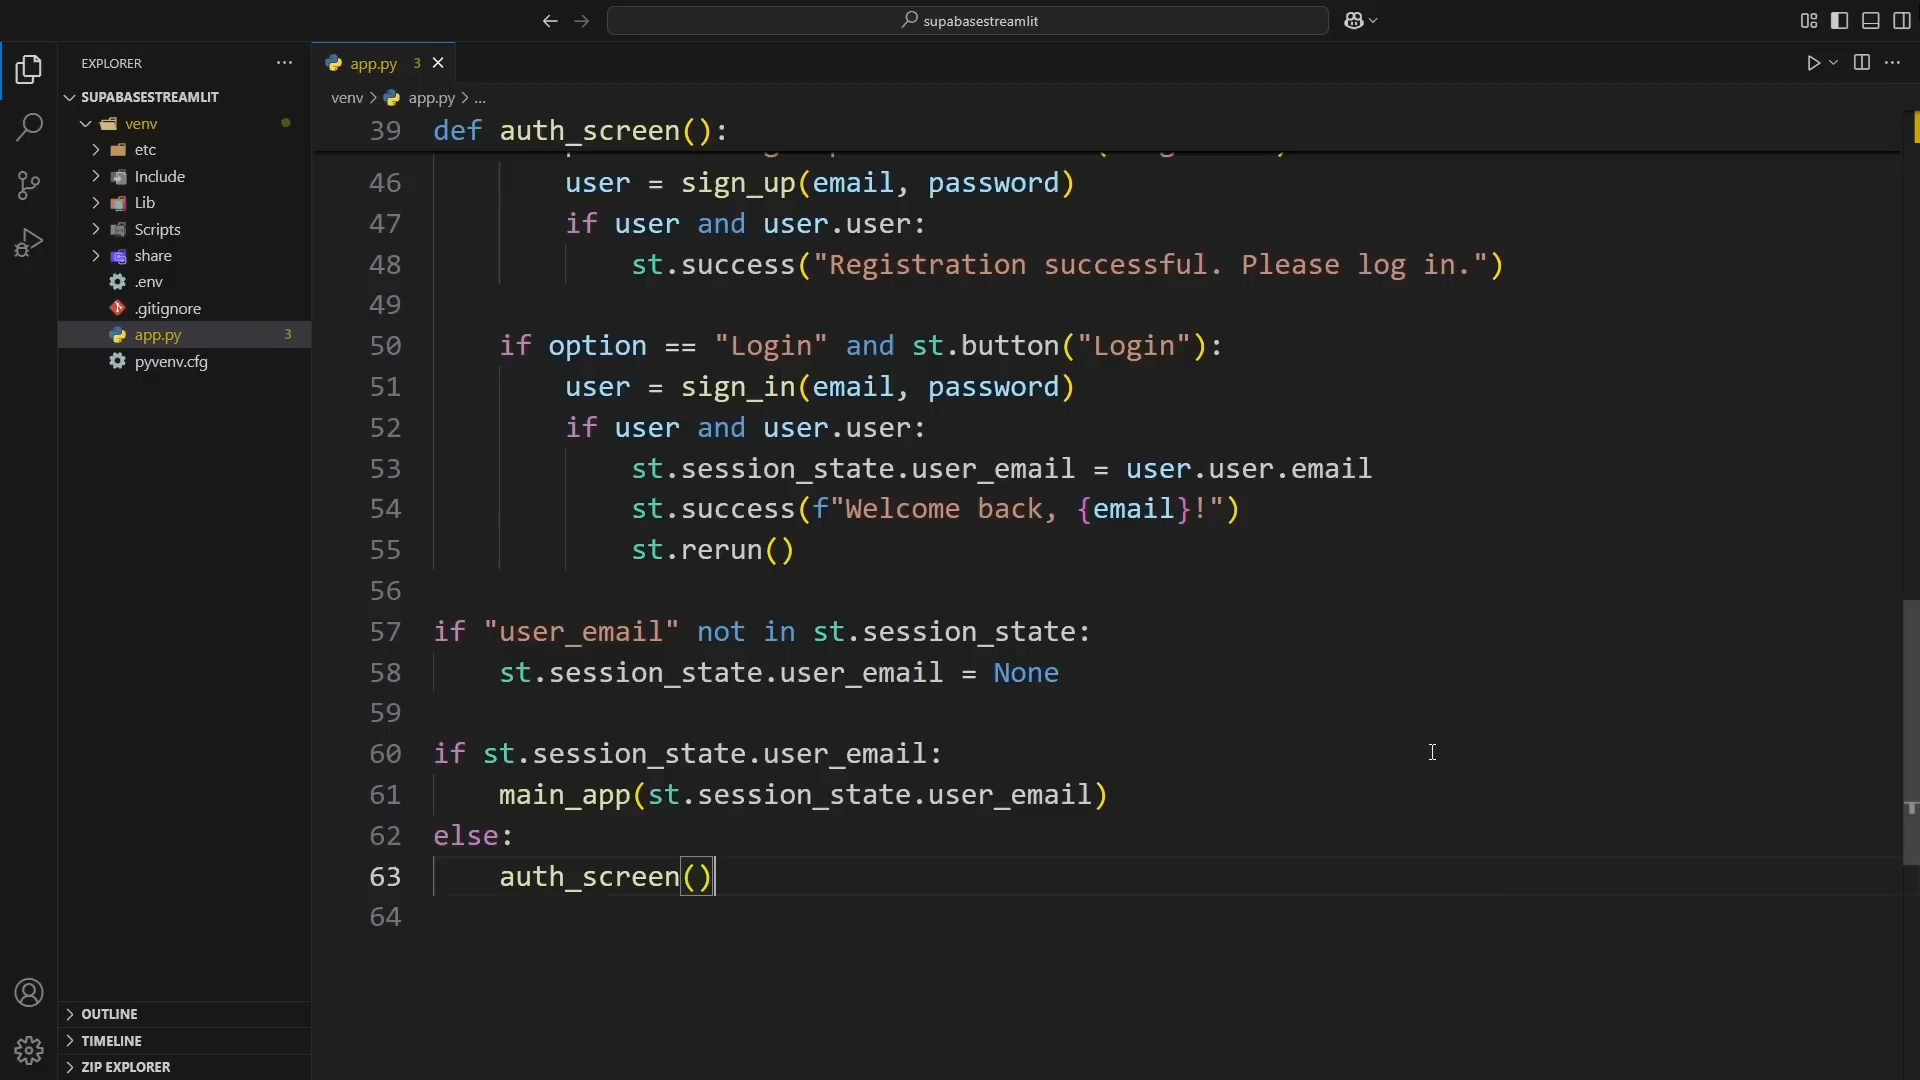 supabasestreamlit
EXPLORER
SUPABASESTREAMLIT
venv
etc
Include
Lib
Scripts
share
.env
.gitignore
app.py 3
pyvenv.cfg
OUTLINE
TIMELINE
ZIP EXPLORER
app.py 3
venv > app.py > ...
39 def auth_screen():
46 user = sign_up(email, password)
47 if user and user.user:
48 st.success("Registration successful. Please log in.")
49
50 if option == "Login" and st.button("Login"):
51 user = sign_in(email, password)
52 if user and user.user:
53 st.session_state.user_email = user.user.email
54 st.success(f"Welcome back, {email}!")
55 st.rerun()
56
57 if "user_email" not in st.session_state:
58 st.session_state.user_email = None
59
60 if st.session_state.user_email:
61 main_app(st.session_state.user_email)
62 else:
63 auth_screen()
64